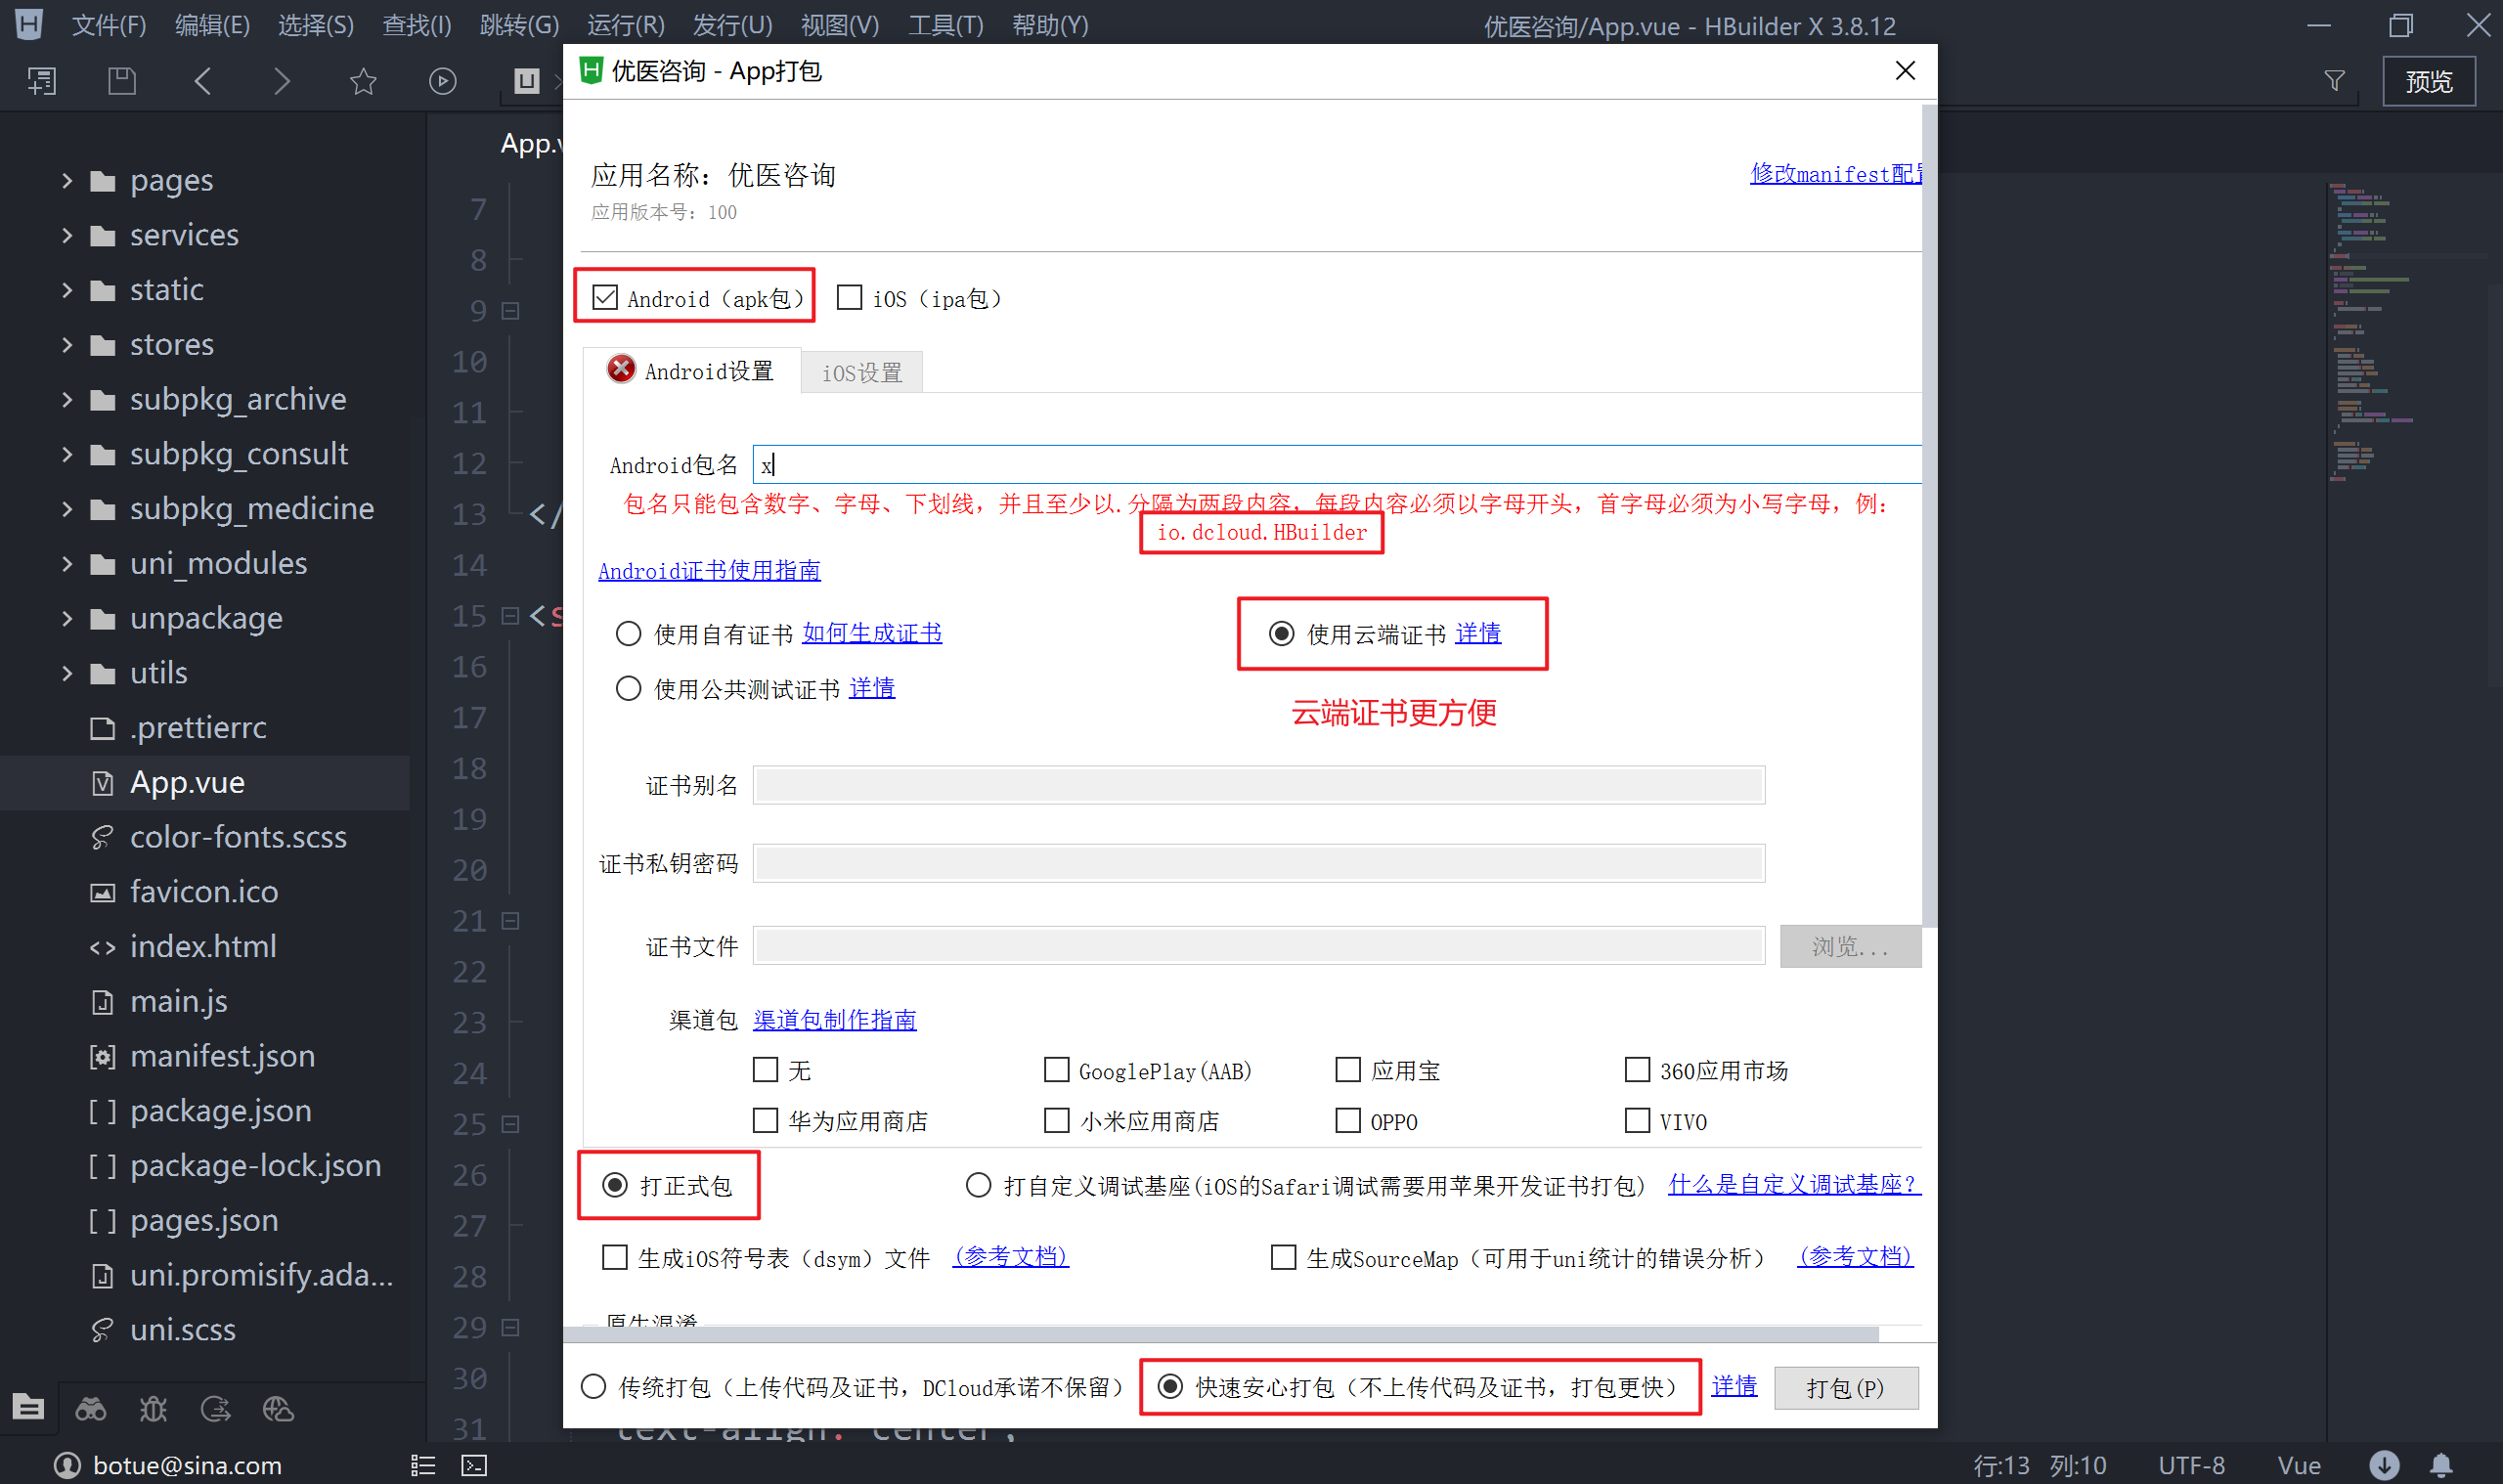 文件(F) 编辑(E) 选择(S) 查找(I) 跳转(G) 运行(R) 发行(U) 视图(V) 工具(T) 帮助(Y)
优医咨询/App.vue - HBuilder X 3.8.12
预览
优医咨询 - App打包
pages
services
static
stores
subpkg_archive
subpkg_consult
subpkg_medicine
uni_modules
unpackage
utils
.prettierrc
App.vue
color-fonts.scss
favicon.ico
index.html
main.js
manifest.json
package.json
package-lock.json
pages.json
uni.promisify.ada...
uni.scss
App.v
7
8
9
10
11
12
13 </
14
15 <s
16
17
18
19
20
21
22
23
24
25
26
27
28
29
30
31
应用名称：优医咨询
修改manifest配置
应用版本号：100
Android（apk包） iOS（ipa包）
Android设置 iOS设置
Android包名 x
包名只能包含数字、字母、下划线，并且至少以.分隔为两段内容，每段内容必须以字母开头，首字母必须为小写字母，例：
io.dcloud.HBuilder
Android证书使用指南
使用自有证书 如何生成证书 使用云端证书 详情
使用公共测试证书 详情
云端证书更方便
证书别名
证书私钥密码
证书文件 浏览...
渠道包 渠道包制作指南
无 GooglePlay(AAB) 应用宝 360应用市场
华为应用商店 小米应用商店 OPPO VIVO
打正式包 打自定义调试基座(iOS的Safari调试需要用苹果开发证书打包) 什么是自定义调试基座?
生成iOS符号表（dsym）文件 (参考文档) 生成SourceMap（可用于uni统计的错误分析） (参考文档)
原生混淆
传统打包（上传代码及证书，DCloud承诺不保留） 快速安心打包（不上传代码及证书，打包更快） 详情 打包(P)
text-align: center;
botue@sina.com
行:13 列:10 UTF-8 Vue